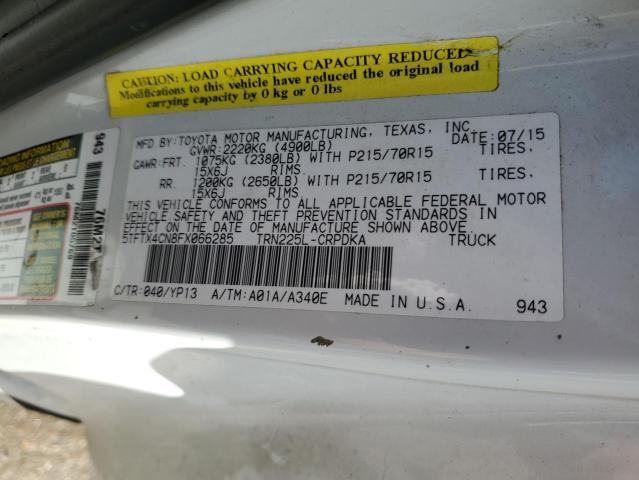 CAUTION: LOAD CARRYING CAPACITY REDUCED
Modifications to this vehicle have reduced the original load
carrying capacity by 0 kg or 0 lbs
MFD BY: TOYOTA MOTOR MANUFACTURING, TEXAS, INC. DATE: 07/15
GVWR: 2220KG (4900LB)
GAWR: FRT. 1075KG (2380LB) WITH P215/70R15 TIRES,
15X6J RIMS
RR. 1200KG (2650LB) WITH P215/70R15 TIRES,
15X6J RIMS
THIS VEHICLE CONFORMS TO ALL APPLICABLE FEDERAL MOTOR
VEHICLE SAFETY AND THEFT PREVENTION STANDARDS IN
EFFECT ON THE DATE OF MANUFACTURE SHOWN ABOVE.
5TFTX4CN8FX066285 TRN225L-CRPDKA TRUCK
C/TR: 040/YP13 A/TM: A01A/A340E MADE IN U.S.A. 943
943
LOADING INFORMATION